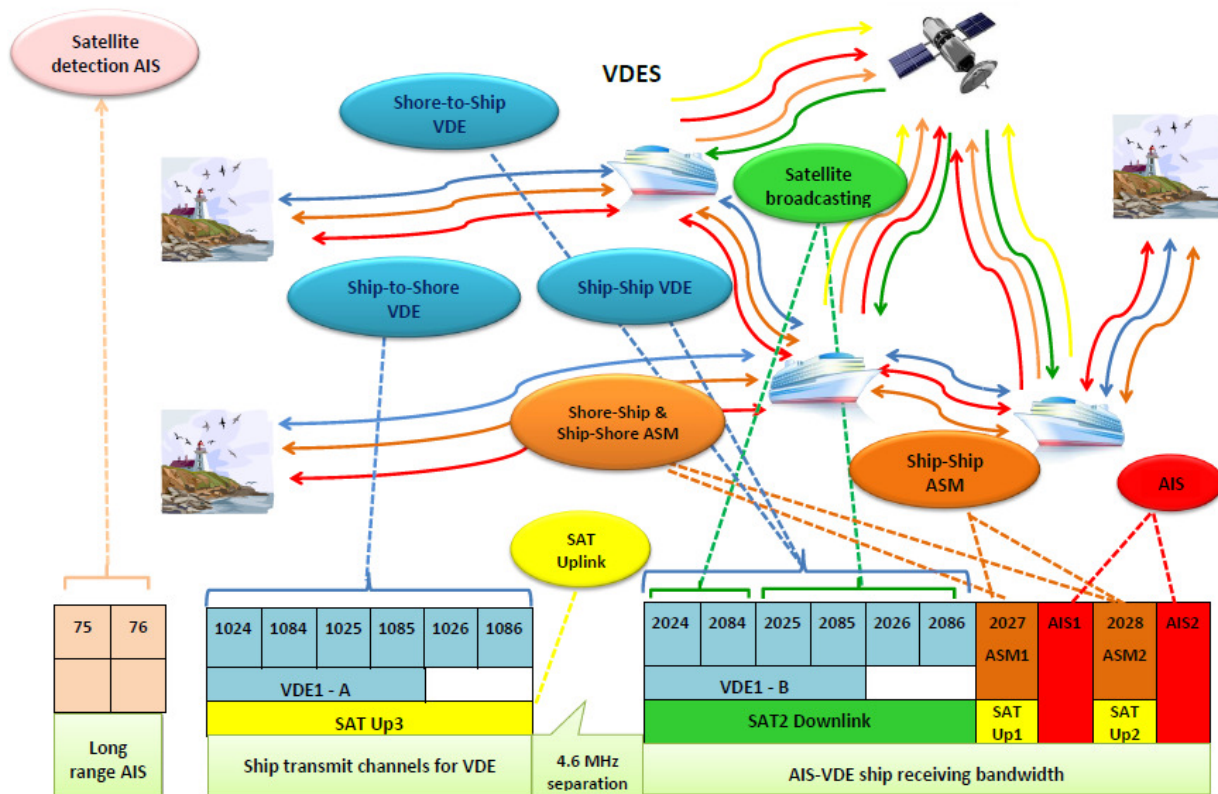 Satellite
detection AIS
VDES
Shore-to-Ship
VDE
Satellite
broadcasting
Ship-to-Shore
VDE
Ship-Ship VDE
Shore-Ship &
Ship-Shore ASM
Ship-Ship
ASM
AIS
SAT
Uplink
75 76
1024 1084 1025 1085 1026 1086
2024 2084 2025 2085 2026 2086 2027 AIS1 2028 AIS2
ASM1 ASM2
VDE1 - A
VDE1 - B
SAT Up3
SAT2 Downlink
SAT
Up1
SAT
Up2
Long
range AIS
Ship transmit channels for VDE
4.6 MHz
separation
AIS-VDE ship receiving bandwidth